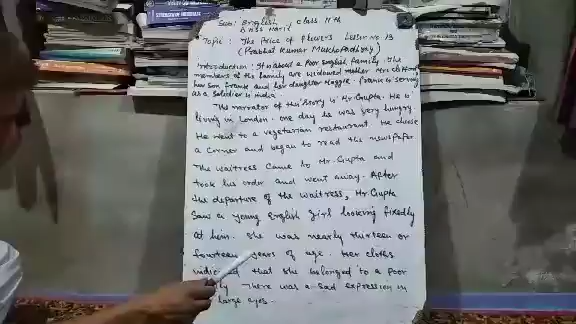 Sub: English, class 11th
Topic: The Price of flowers Lesson no 13
(Prabhat Kumar Mukhopadhyay)
Introduction: It is about a Poor English family. The
members of the family are widowed mother Mrs clifford
her son Frank and her daughter Maggie. Frank is serving
as a Soldier in India.
The narrator of this story is Mr Gupta. He is
living in London. One day he was very hungry.
He went to a vegetarian restaurant. He choose
a corner and began to read the newspaper
The waitress came to Mr. Gupta and
took his order and went away. After
the departure of the waitress, Mr. Gupta
Saw a young English girl looking fixedly
at him. She was nearly thirteen or
fourteen years of age. Her cloths
that she belonged to a Poor
There was a Sad expression in
large eyes.